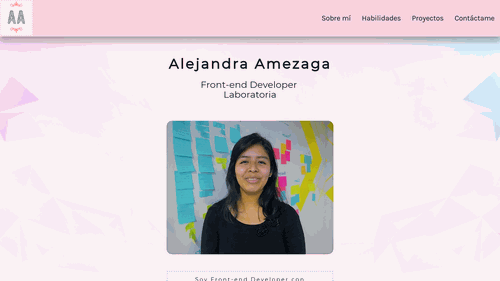 AA
Sobre mí
Habilidades
Proyectos
Contáctame
Alejandra Amezaga
Front-end Developer
Laboratoria
Soy Front-end Developer con